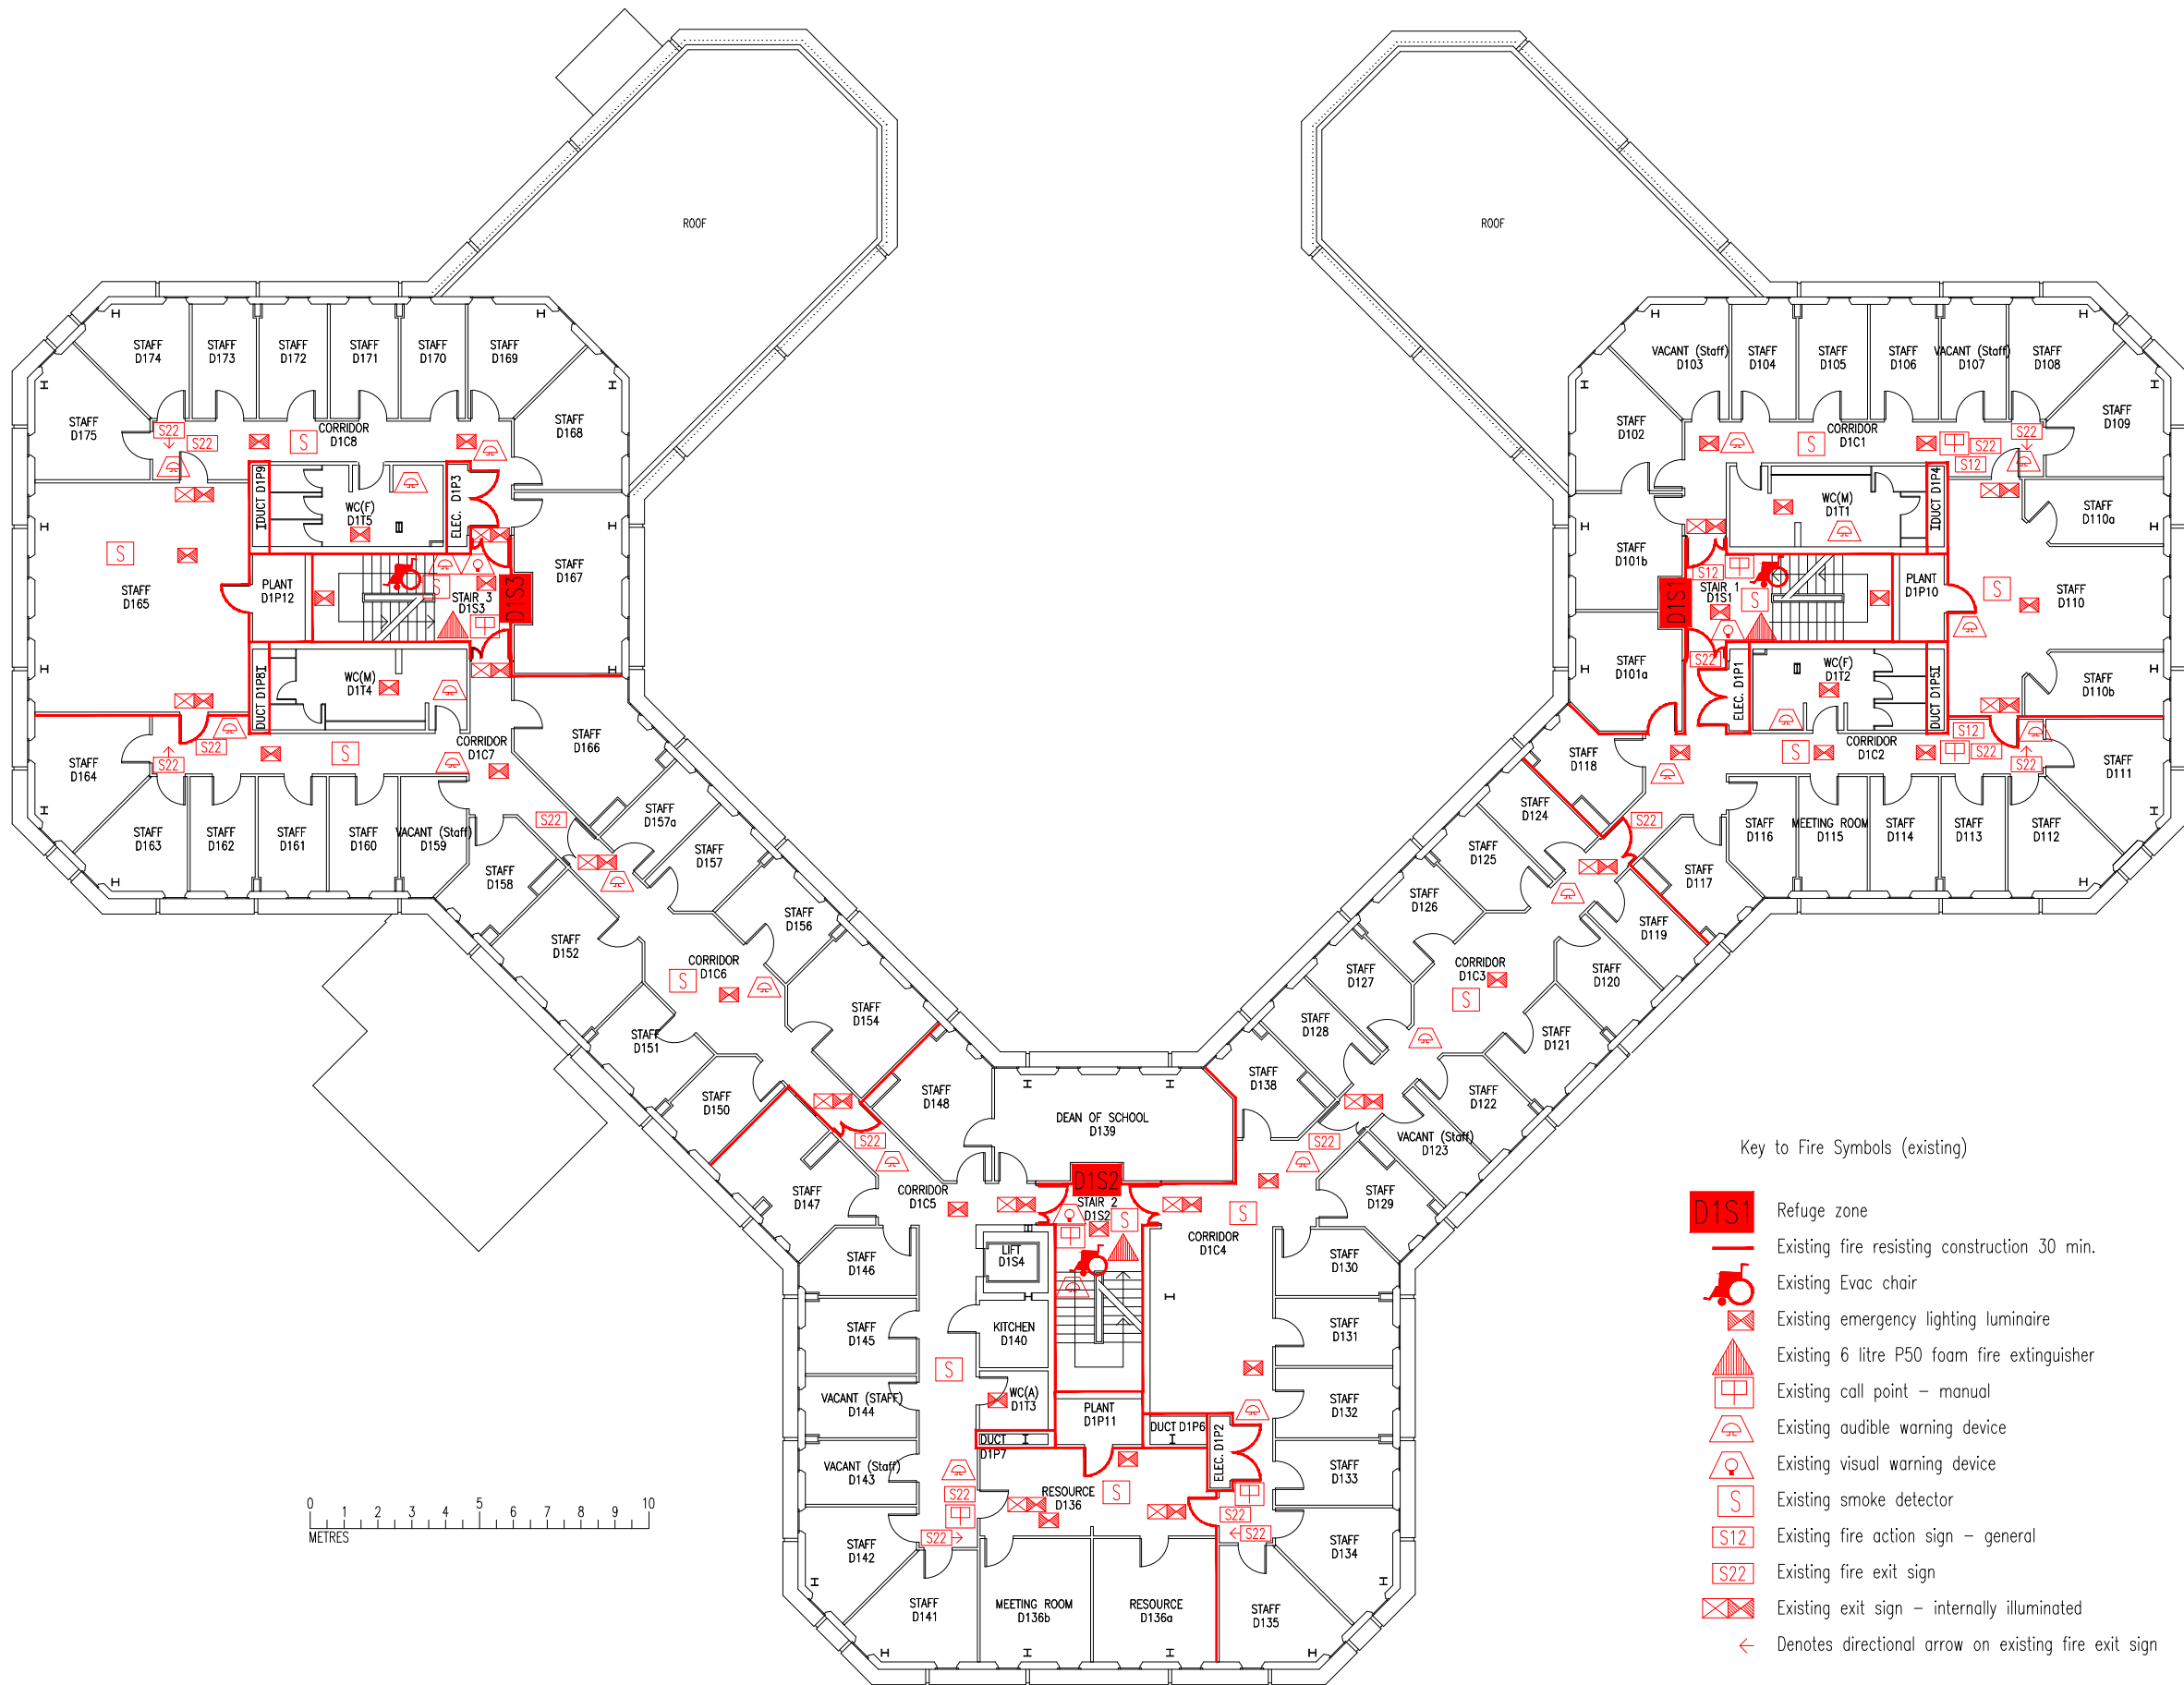 ROOF
ROOF
STAFF
D174
STAFF
D173
STAFF
D172
STAFF
D171
STAFF
D170
STAFF
D169
STAFF
D175
S22
S22
CORRIDOR
D1C8
S
STAFF
D168
IDUCT D1P9
WC(F)
D1T5
ELEC. D1P3
S
STAFF
D165
PLANT
D1P12
S
STAIR 3
D1S3
D1S3
STAFF
D167
DUCT D1P8I
WC(M)
D1T4
STAFF
D164
S22
S22
S
CORRIDOR
D1C7
STAFF
D166
STAFF
D163
STAFF
D162
STAFF
D161
STAFF
D160
VACANT (Staff)
D159
S22
STAFF
D158
STAFF
D157a
STAFF
D157
STAFF
D156
STAFF
D152
CORRIDOR
D1C6
S
STAFF
D151
STAFF
D154
STAFF
D150
STAFF
D148
S22
STAFF
D147
CORRIDOR
D1C5
VACANT (Staff)
D103
STAFF
D104
STAFF
D105
STAFF
D106
VACANT (Staff)
D107
STAFF
D108
STAFF
D102
S
CORRIDOR
D1C1
S12
S22
S22
STAFF
D109
WC(M)
D1T1
IDUCT D1P4
STAFF
D110a
STAFF
D101b
D1S1
S12
STAIR 1
D1S1
S
PLANT
D1P10
S
STAFF
D110
STAFF
D101a
S22
ELEC. D1P1
WC(F)
D1T2
DUCT D1P5I
STAFF
D110b
STAFF
D118
S
CORRIDOR
D1C2
S12
S22
S22
STAFF
D111
STAFF
D124
S22
STAFF
D116
MEETING ROOM
D115
STAFF
D114
STAFF
D113
STAFF
D112
STAFF
D125
STAFF
D117
STAFF
D126
STAFF
D119
STAFF
D127
CORRIDOR
D1C3
S
STAFF
D120
STAFF
D128
STAFF
D121
STAFF
D138
STAFF
D122
DEAN OF SCHOOL
D139
S22
VACANT (Staff)
D123
D1S2
STAIR 2
D1S2
S
S
STAFF
D129
CORRIDOR
D1C4
STAFF
D146
LIFT
D1S4
STAFF
D130
STAFF
D145
KITCHEN
D140
STAFF
D131
S
VACANT (STAFF)
D144
WC(A)
D1T3
PLANT
D1P11
STAFF
D132
DUCT
D1P7
DUCT D1P6
ELEC. D1P2
VACANT (Staff)
D143
S22
RESOURCE
D136
S
STAFF
D133
S22
S22
S22
STAFF
D142
STAFF
D134
STAFF
D141
MEETING ROOM
D136b
RESOURCE
D136a
STAFF
D135
0 1 2 3 4 5 6 7 8 9 10
METRES
Key to Fire Symbols (existing)
D1S1 Refuge zone
Existing fire resisting construction 30 min.
Existing Evac chair
Existing emergency lighting luminaire
Existing 6 litre P50 foam fire extinguisher
Existing call point – manual
Existing audible warning device
Existing visual warning device
S Existing smoke detector
S12 Existing fire action sign – general
S22 Existing fire exit sign
Existing exit sign – internally illuminated
Denotes directional arrow on existing fire exit sign